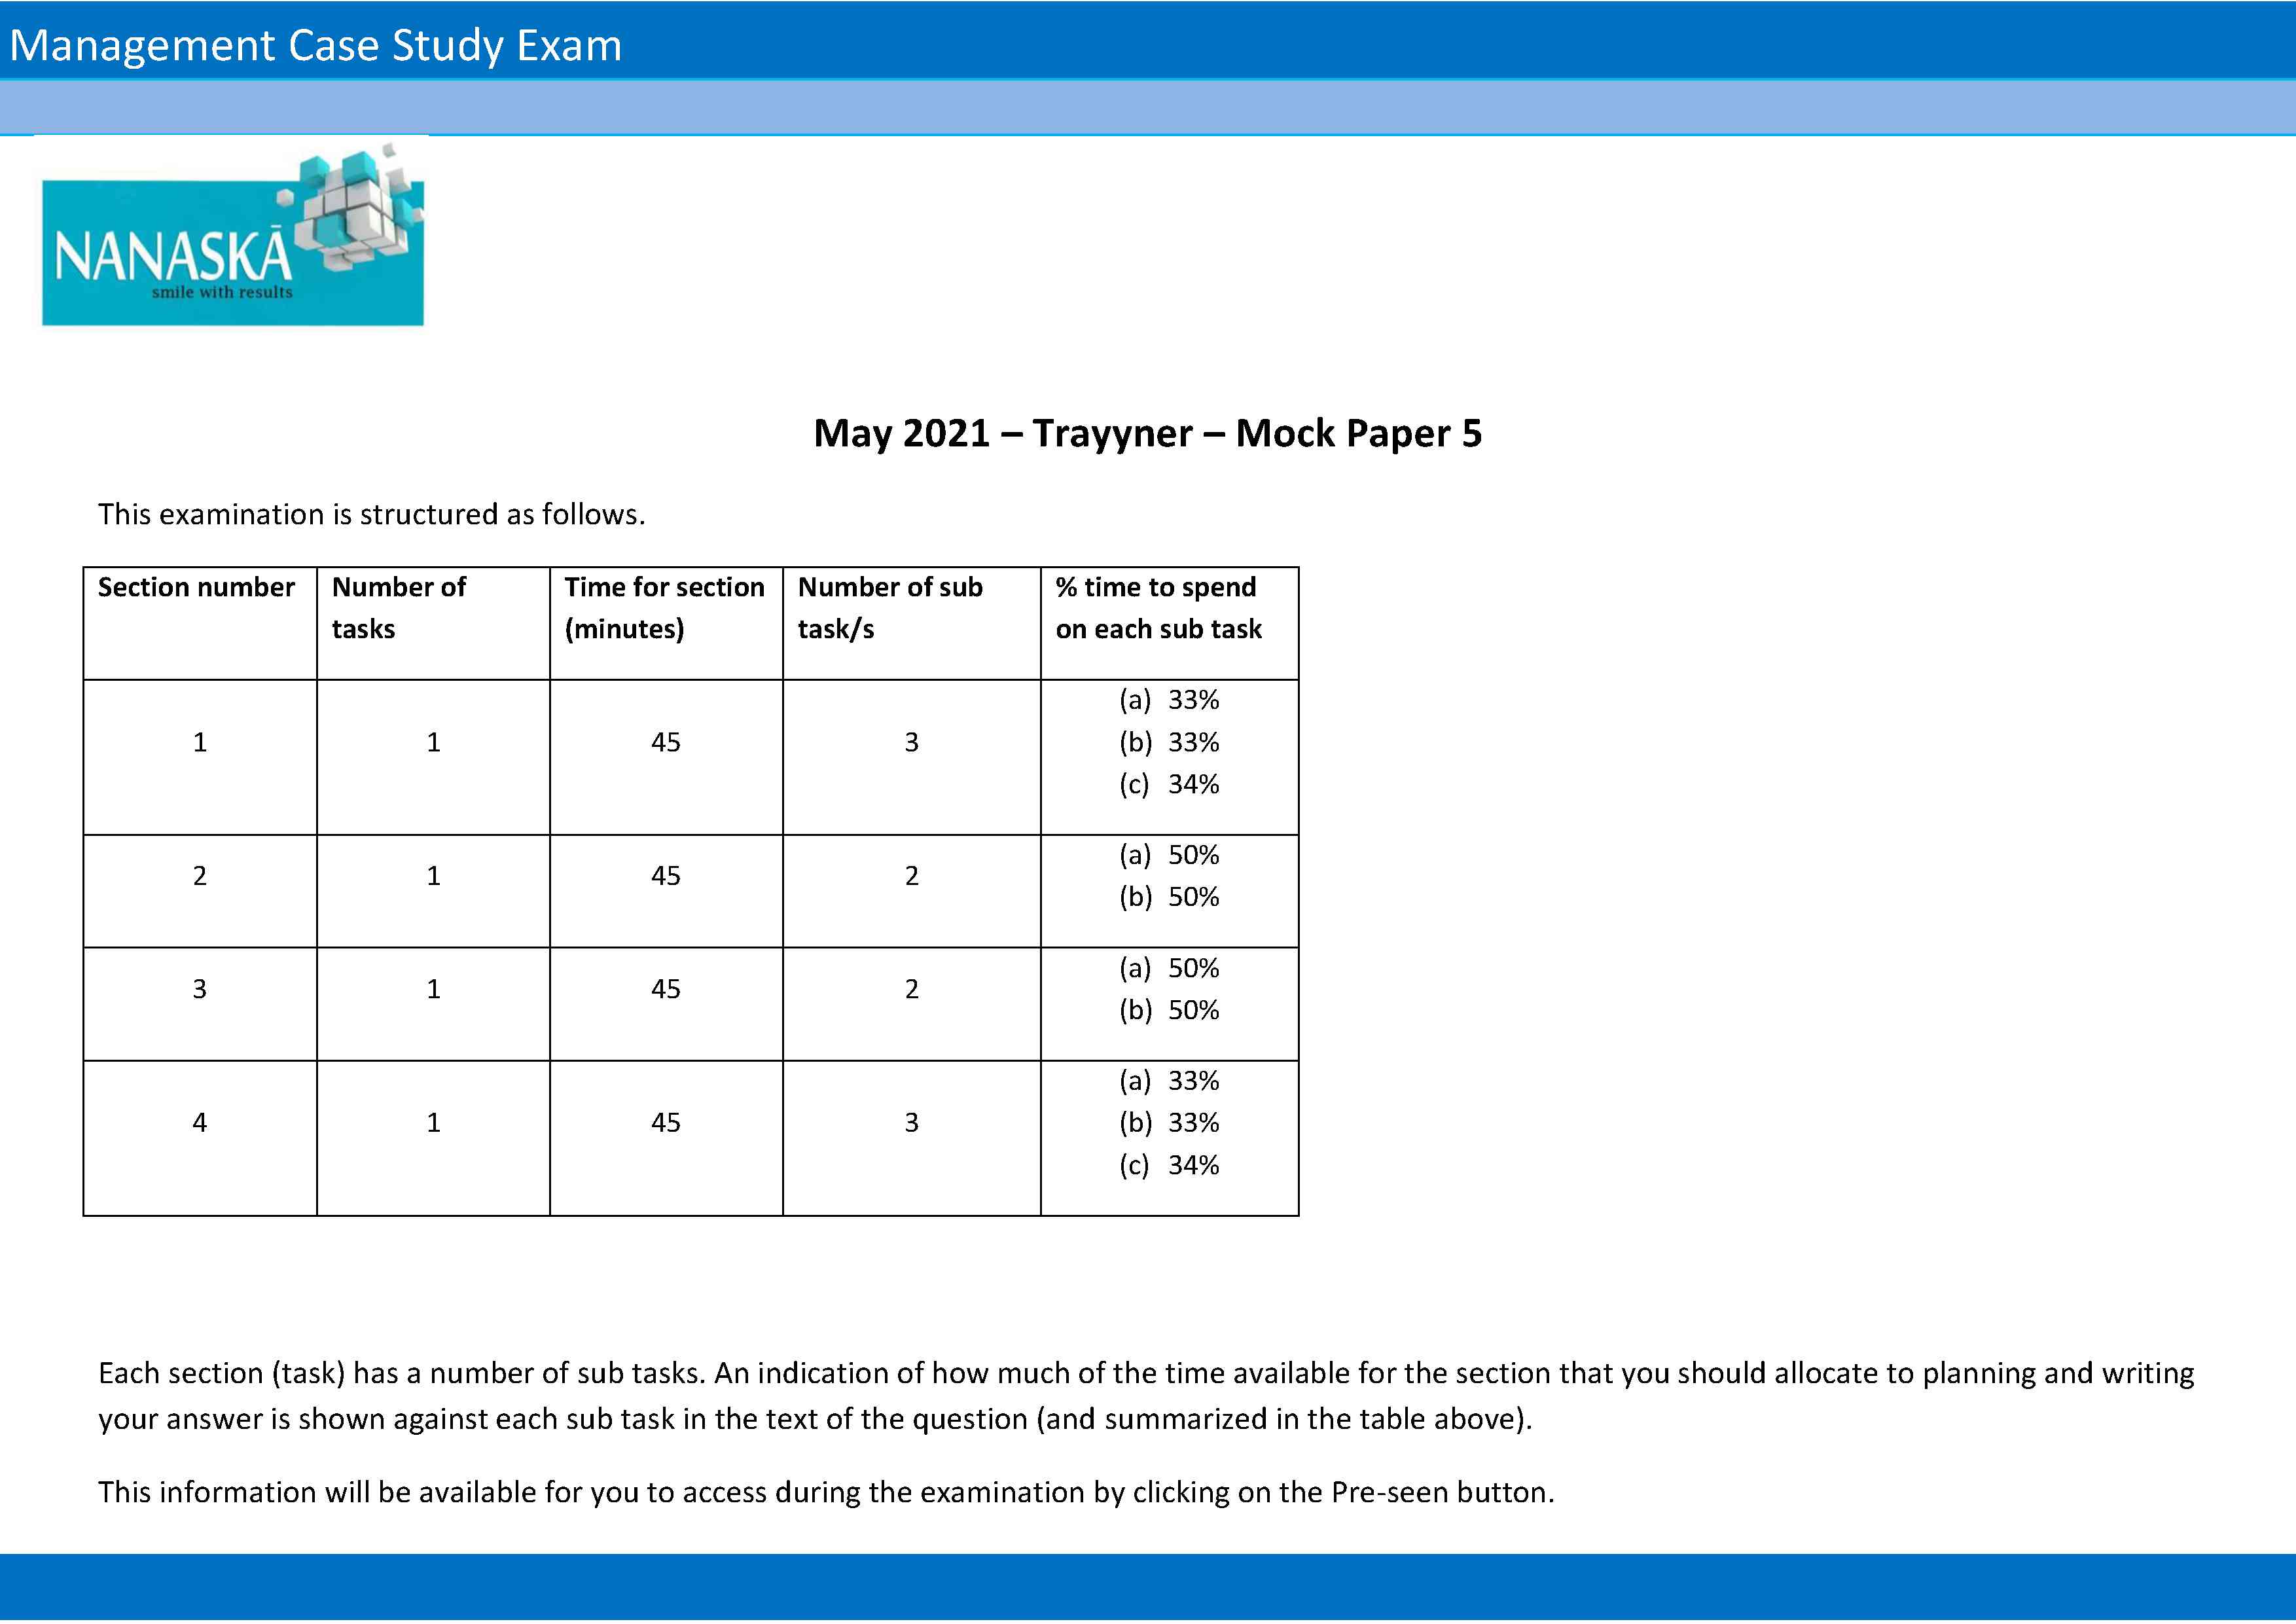 Management Case Study Exam
NANASKĀ
smile with results
May 2021 – Trayyner – Mock Paper 5
This examination is structured as follows.
Section number | Number of tasks | Time for section (minutes) | Number of sub task/s | % time to spend on each sub task
1 | 1 | 45 | 3 | (a) 33% (b) 33% (c) 34%
2 | 1 | 45 | 2 | (a) 50% (b) 50%
3 | 1 | 45 | 2 | (a) 50% (b) 50%
4 | 1 | 45 | 3 | (a) 33% (b) 33% (c) 34%
Each section (task) has a number of sub tasks. An indication of how much of the time available for the section that you should allocate to planning and writing
your answer is shown against each sub task in the text of the question (and summarized in the table above).
This information will be available for you to access during the examination by clicking on the Pre-seen button.